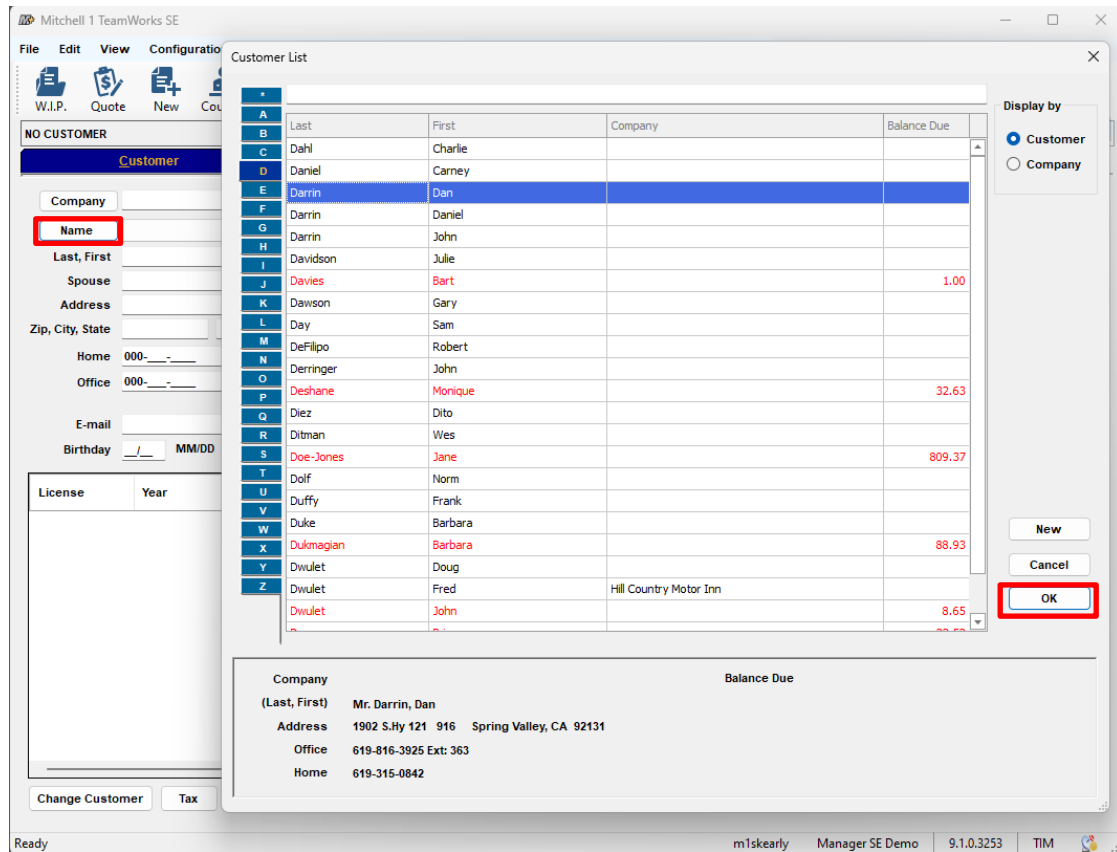 Mitchell 1 TeamWorks SE
File Edit View Configuratio
W.I.P. Quote New Cou
NO CUSTOMER
Customer
Company
Name
Last, First
Spouse
Address
Zip, City, State
Home 000-___-____
Office 000-___-____
E-mail
Birthday __/__ MM/DD
License Year
Change Customer Tax
Customer List
*
A
B
C
D
E
F
G
H
I
J
K
L
M
N
O
P
Q
R
S
T
U
V
W
X
Y
Z
Last First Company Balance Due
Dahl Charlie
Daniel Carney
Darrin Dan
Darrin Daniel
Darrin John
Davidson Julie
Davies Bart 1.00
Dawson Gary
Day Sam
DeFilipo Robert
Derringer John
Deshane Monique 32.63
Diez Dito
Ditman Wes
Doe-Jones Jane 809.37
Dolf Norm
Duffy Frank
Duke Barbara
Dukmagian Barbara 88.93
Dwulet Doug
Dwulet Fred Hill Country Motor Inn
Dwulet John 8.65
Display by
Customer
Company
New
Cancel
OK
Company Balance Due
(Last, First) Mr. Darrin, Dan
Address 1902 S.Hy 121 916 Spring Valley, CA 92131
Office 619-816-3925 Ext: 363
Home 619-315-0842
Ready m1skearly Manager SE Demo 9.1.0.3253 TIM